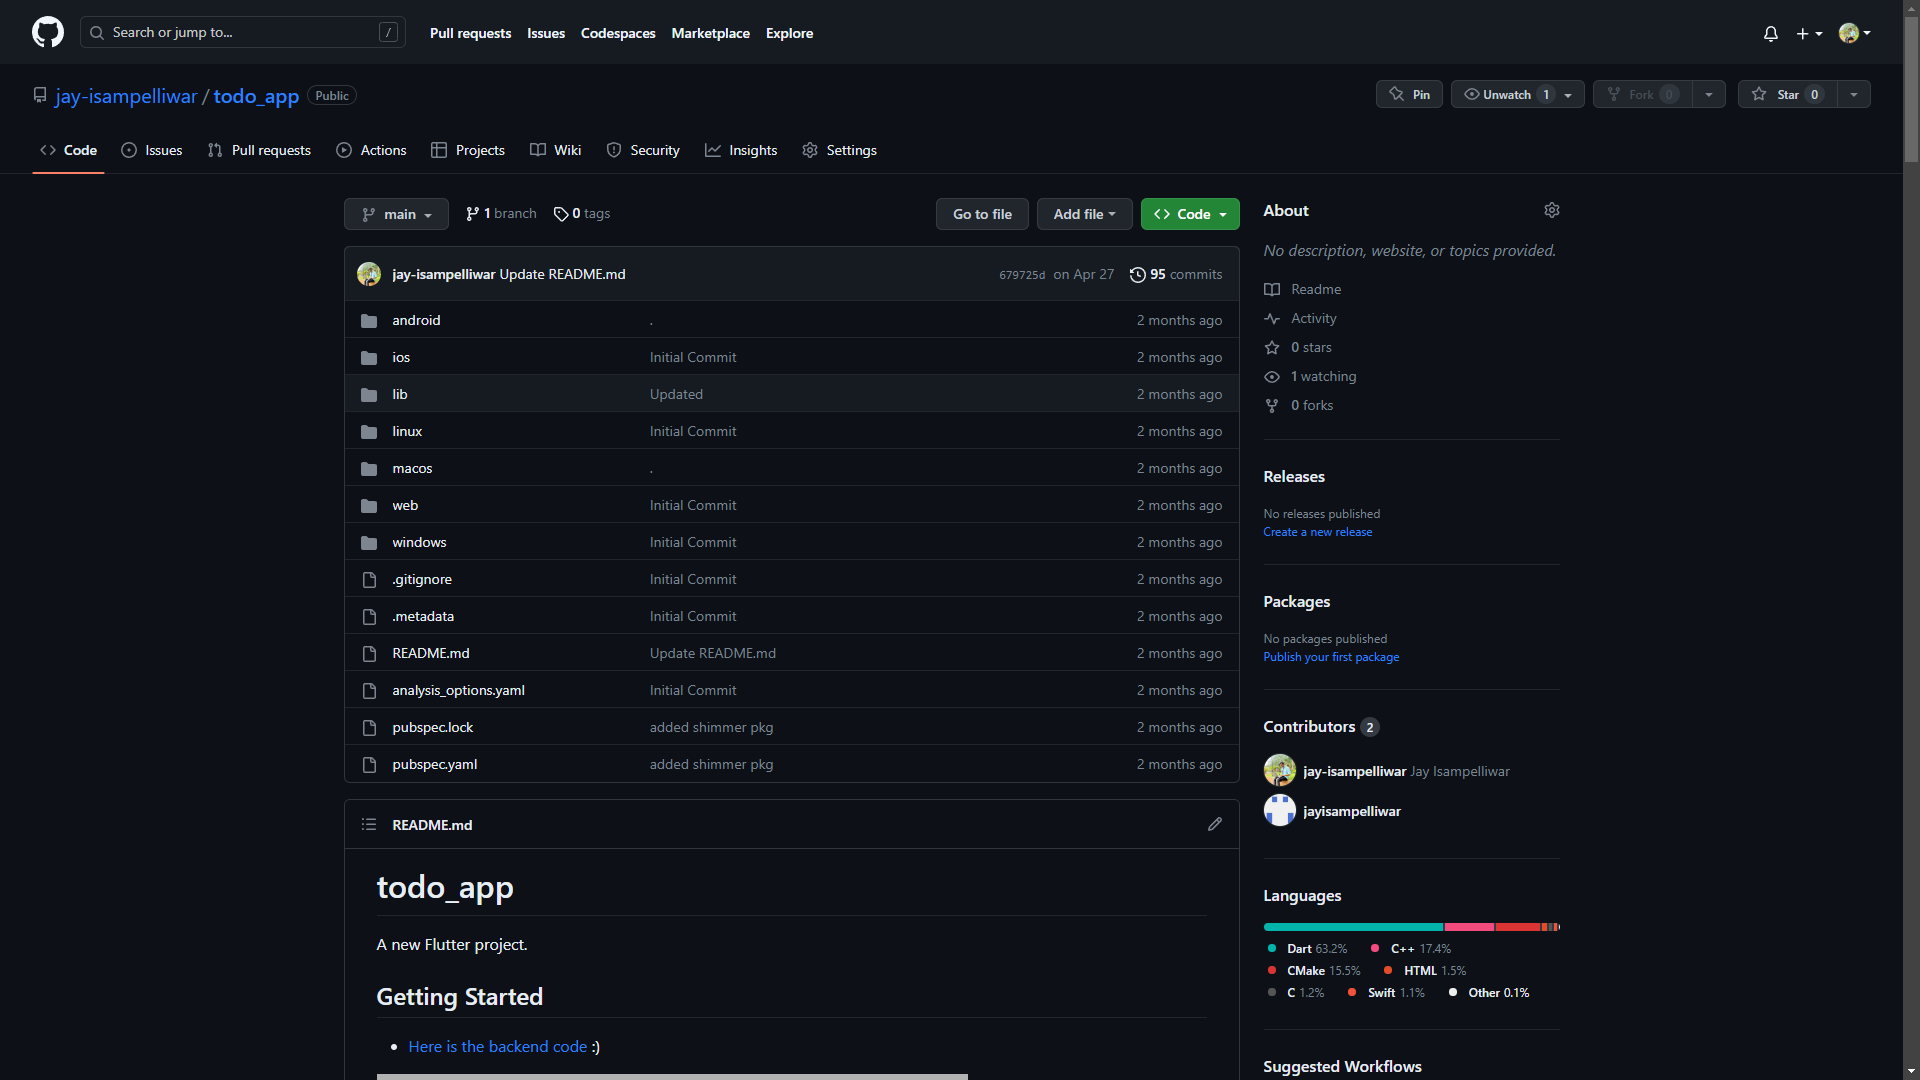 Search or jump to... /
Pull requests Issues Codespaces Marketplace Explore
jay-isampelliwar / todo_app Public
Pin Unwatch 1 Fork 0 Star 0
Code Issues Pull requests Actions Projects Wiki Security Insights Settings
main 1 branch 0 tags Go to file Add file Code
jay-isampelliwar Update README.md 679725d on Apr 27 95 commits
android . 2 months ago
ios Initial Commit 2 months ago
lib Updated 2 months ago
linux Initial Commit 2 months ago
macos . 2 months ago
web Initial Commit 2 months ago
windows Initial Commit 2 months ago
.gitignore Initial Commit 2 months ago
.metadata Initial Commit 2 months ago
README.md Update README.md 2 months ago
analysis_options.yaml Initial Commit 2 months ago
pubspec.lock added shimmer pkg 2 months ago
pubspec.yaml added shimmer pkg 2 months ago
README.md
todo_app
A new Flutter project.
Getting Started
• Here is the backend code :)
About
No description, website, or topics provided.
Readme
Activity
0 stars
1 watching
0 forks
Releases
No releases published
Create a new release
Packages
No packages published
Publish your first package
Contributors 2
jay-isampelliwar Jay Isampelliwar
jayisampelliwar
Languages
Dart 63.2% C++ 17.4%
CMake 15.5% HTML 1.5%
C 1.2% Swift 1.1% Other 0.1%
Suggested Workflows